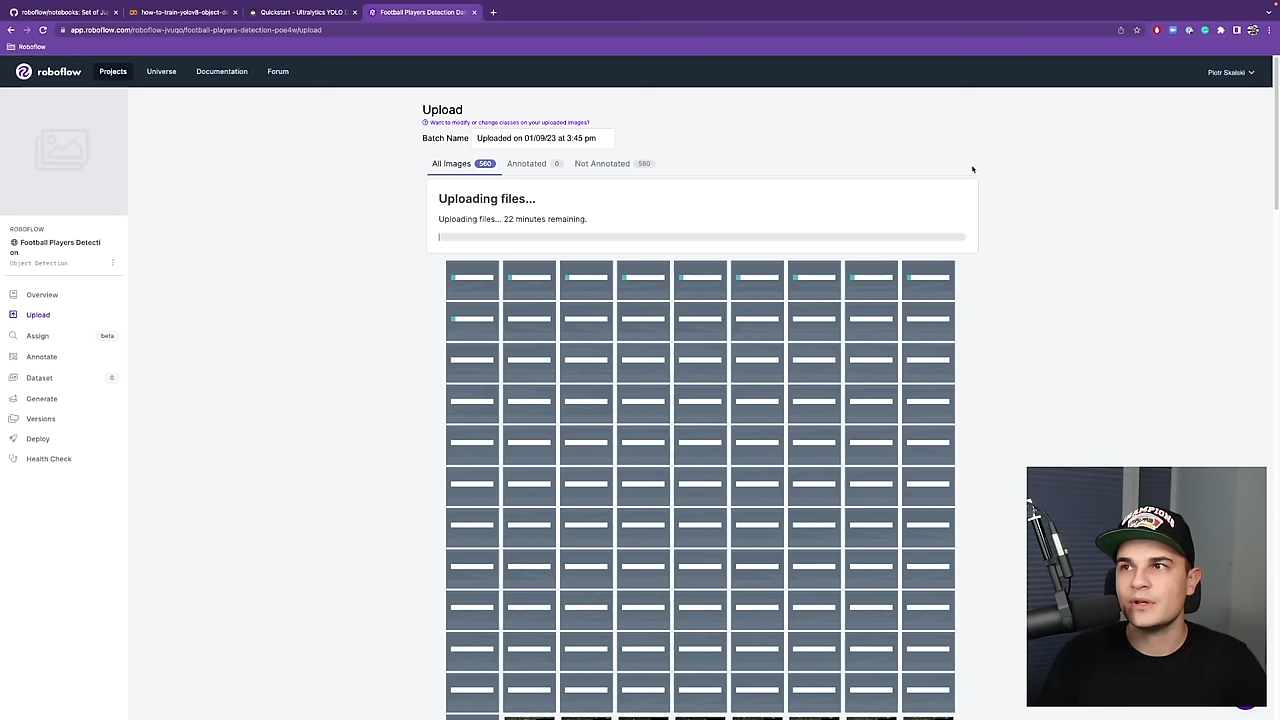 roboflow/notebooks: Set of Ju
how-to-train-yolov8-object-de
Quickstart - Ultralytics YOLO D
Football Players Detection Dat
app.roboflow.com/roboflow-jvuqo/football-players-detection-poe4w/upload
Roboflow
roboflow
Projects
Universe
Documentation
Forum
Piotr Skalski
ROBOFLOW
Football Players Detecti
on
Object Detection
Overview
Upload
Assign beta
Annotate
Dataset 0
Generate
Versions
Deploy
Health Check
Upload
Want to modify or change classes on your uploaded images?
Batch Name Uploaded on 01/09/23 at 3:45 pm
All Images 560 Annotated 0 Not Annotated 560
Uploading files...
Uploading files... 22 minutes remaining.
CHAMPIONS